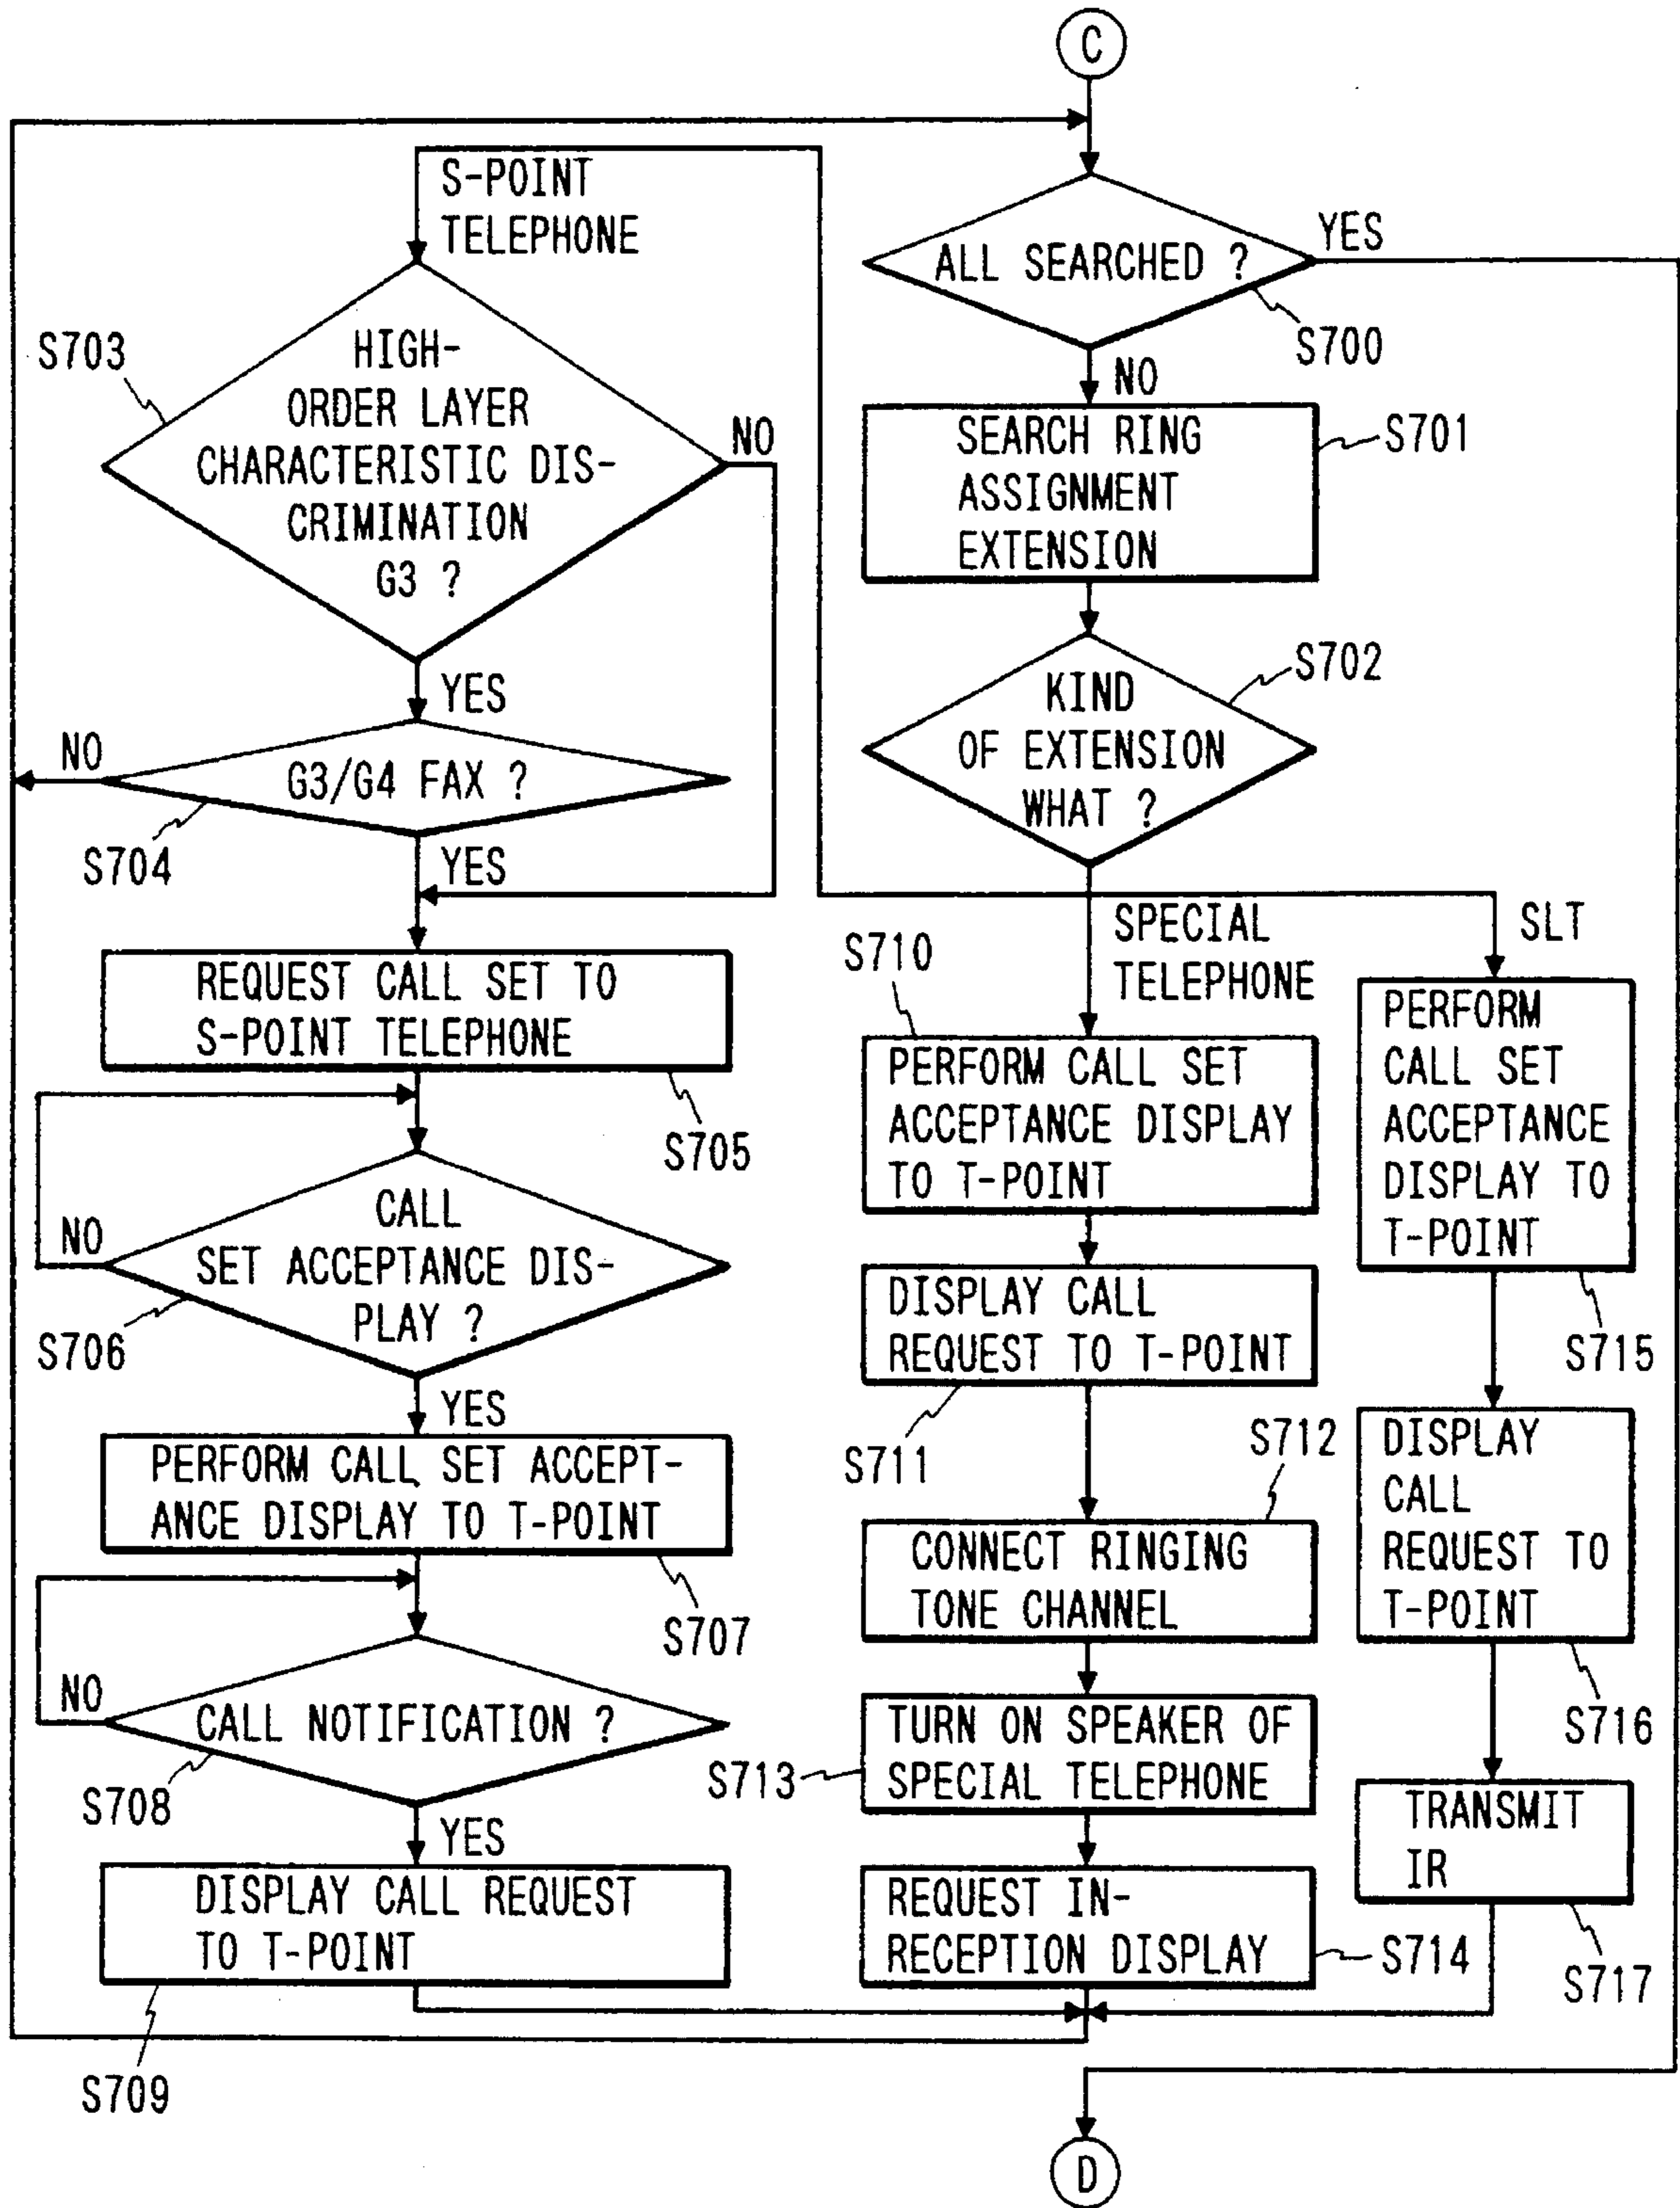 C
S-POINT
TELEPHONE
ALL SEARCHED ?
YES
S700
NO
S703
HIGH-
ORDER LAYER
CHARACTERISTIC DIS-
CRIMINATION
G3 ?
NO
YES
SEARCH RING
ASSIGNMENT
EXTENSION
S701
S702
KIND
OF EXTENSION
WHAT ?
NO
G3/G4 FAX ?
S704
YES
SPECIAL
TELEPHONE
SLT
REQUEST CALL SET TO
S-POINT TELEPHONE
S705
CALL
SET ACCEPTANCE DIS-
PLAY ?
NO
S706
YES
PERFORM CALL SET ACCEPT-
ANCE DISPLAY TO T-POINT
S707
NO
CALL NOTIFICATION ?
S708
YES
DISPLAY CALL REQUEST
TO T-POINT
S709
S710
PERFORM CALL SET
ACCEPTANCE DISPLAY
TO T-POINT
DISPLAY CALL
REQUEST TO T-POINT
S711
S712
CONNECT RINGING
TONE CHANNEL
TURN ON SPEAKER OF
SPECIAL TELEPHONE
S713
REQUEST IN-
RECEPTION DISPLAY
S714
PERFORM
CALL SET
ACCEPTANCE
DISPLAY TO
T-POINT
S715
DISPLAY
CALL
REQUEST TO
T-POINT
S716
TRANSMIT
IR
S717
D